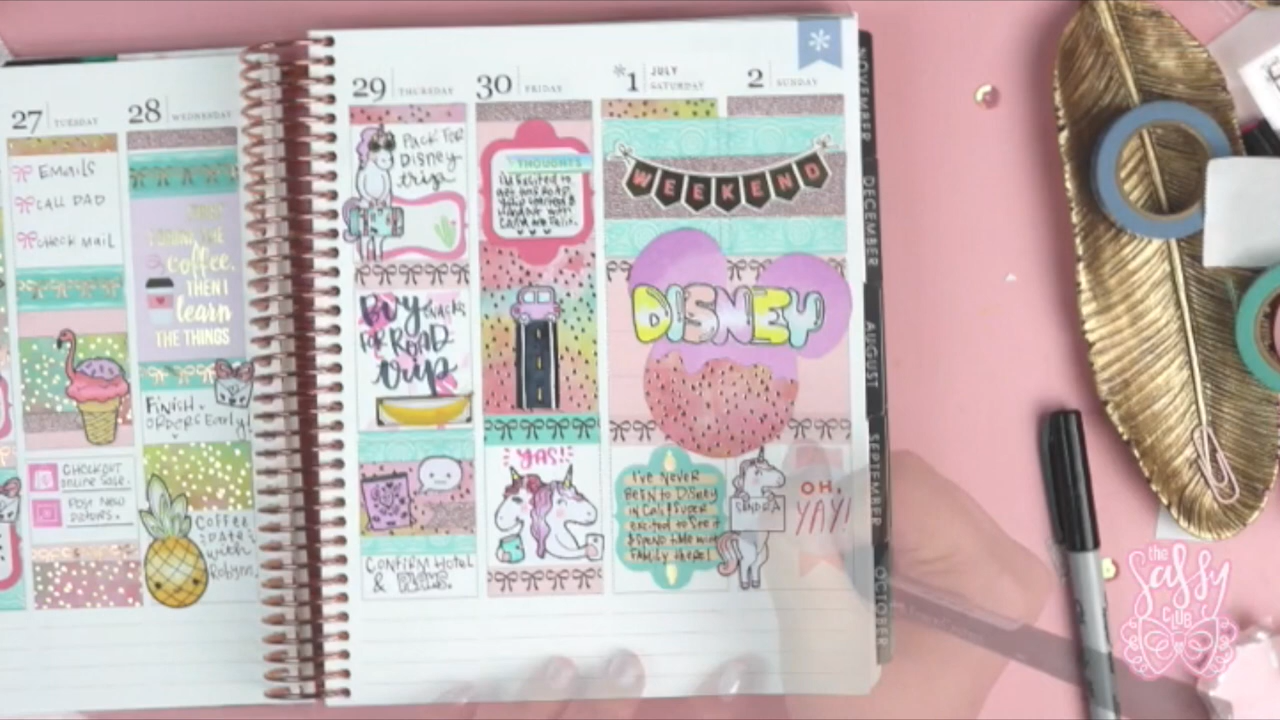 27 TUESDAY
EMAILS
CALL DAD
CHECK MAIL
CHECKOUT
ONLINE SALE.
POST NEW
28 WEDNESDAY
coffee,
THEN I
learn
THE THINGS
FINISH
ORDERS Early!
COFFEE
DATE
WITH
Robyn
29 THURSDAY
PACK FOR
DISNEY
trip
BUY SNACKS
FOR ROAD
trip
CONFIRM HOTEL
&
30 FRIDAY
THOUGHTS
YAS!
*1 JULY
SATURDAY
2 SUNDAY
WEEKEND
DISNEY
I'VE NEVER
BEEN TO DISNEY
IN CALI! SUPER
EXCITED TO SEE IT
& SPEND TIME WITH
FAMILY THERE!
SANDRA
OH,
YAY!
*
NOVEMBER
DECEMBER
AUGUST
SEPTEMBER
OCTOBER
the
Sassy
CLUB